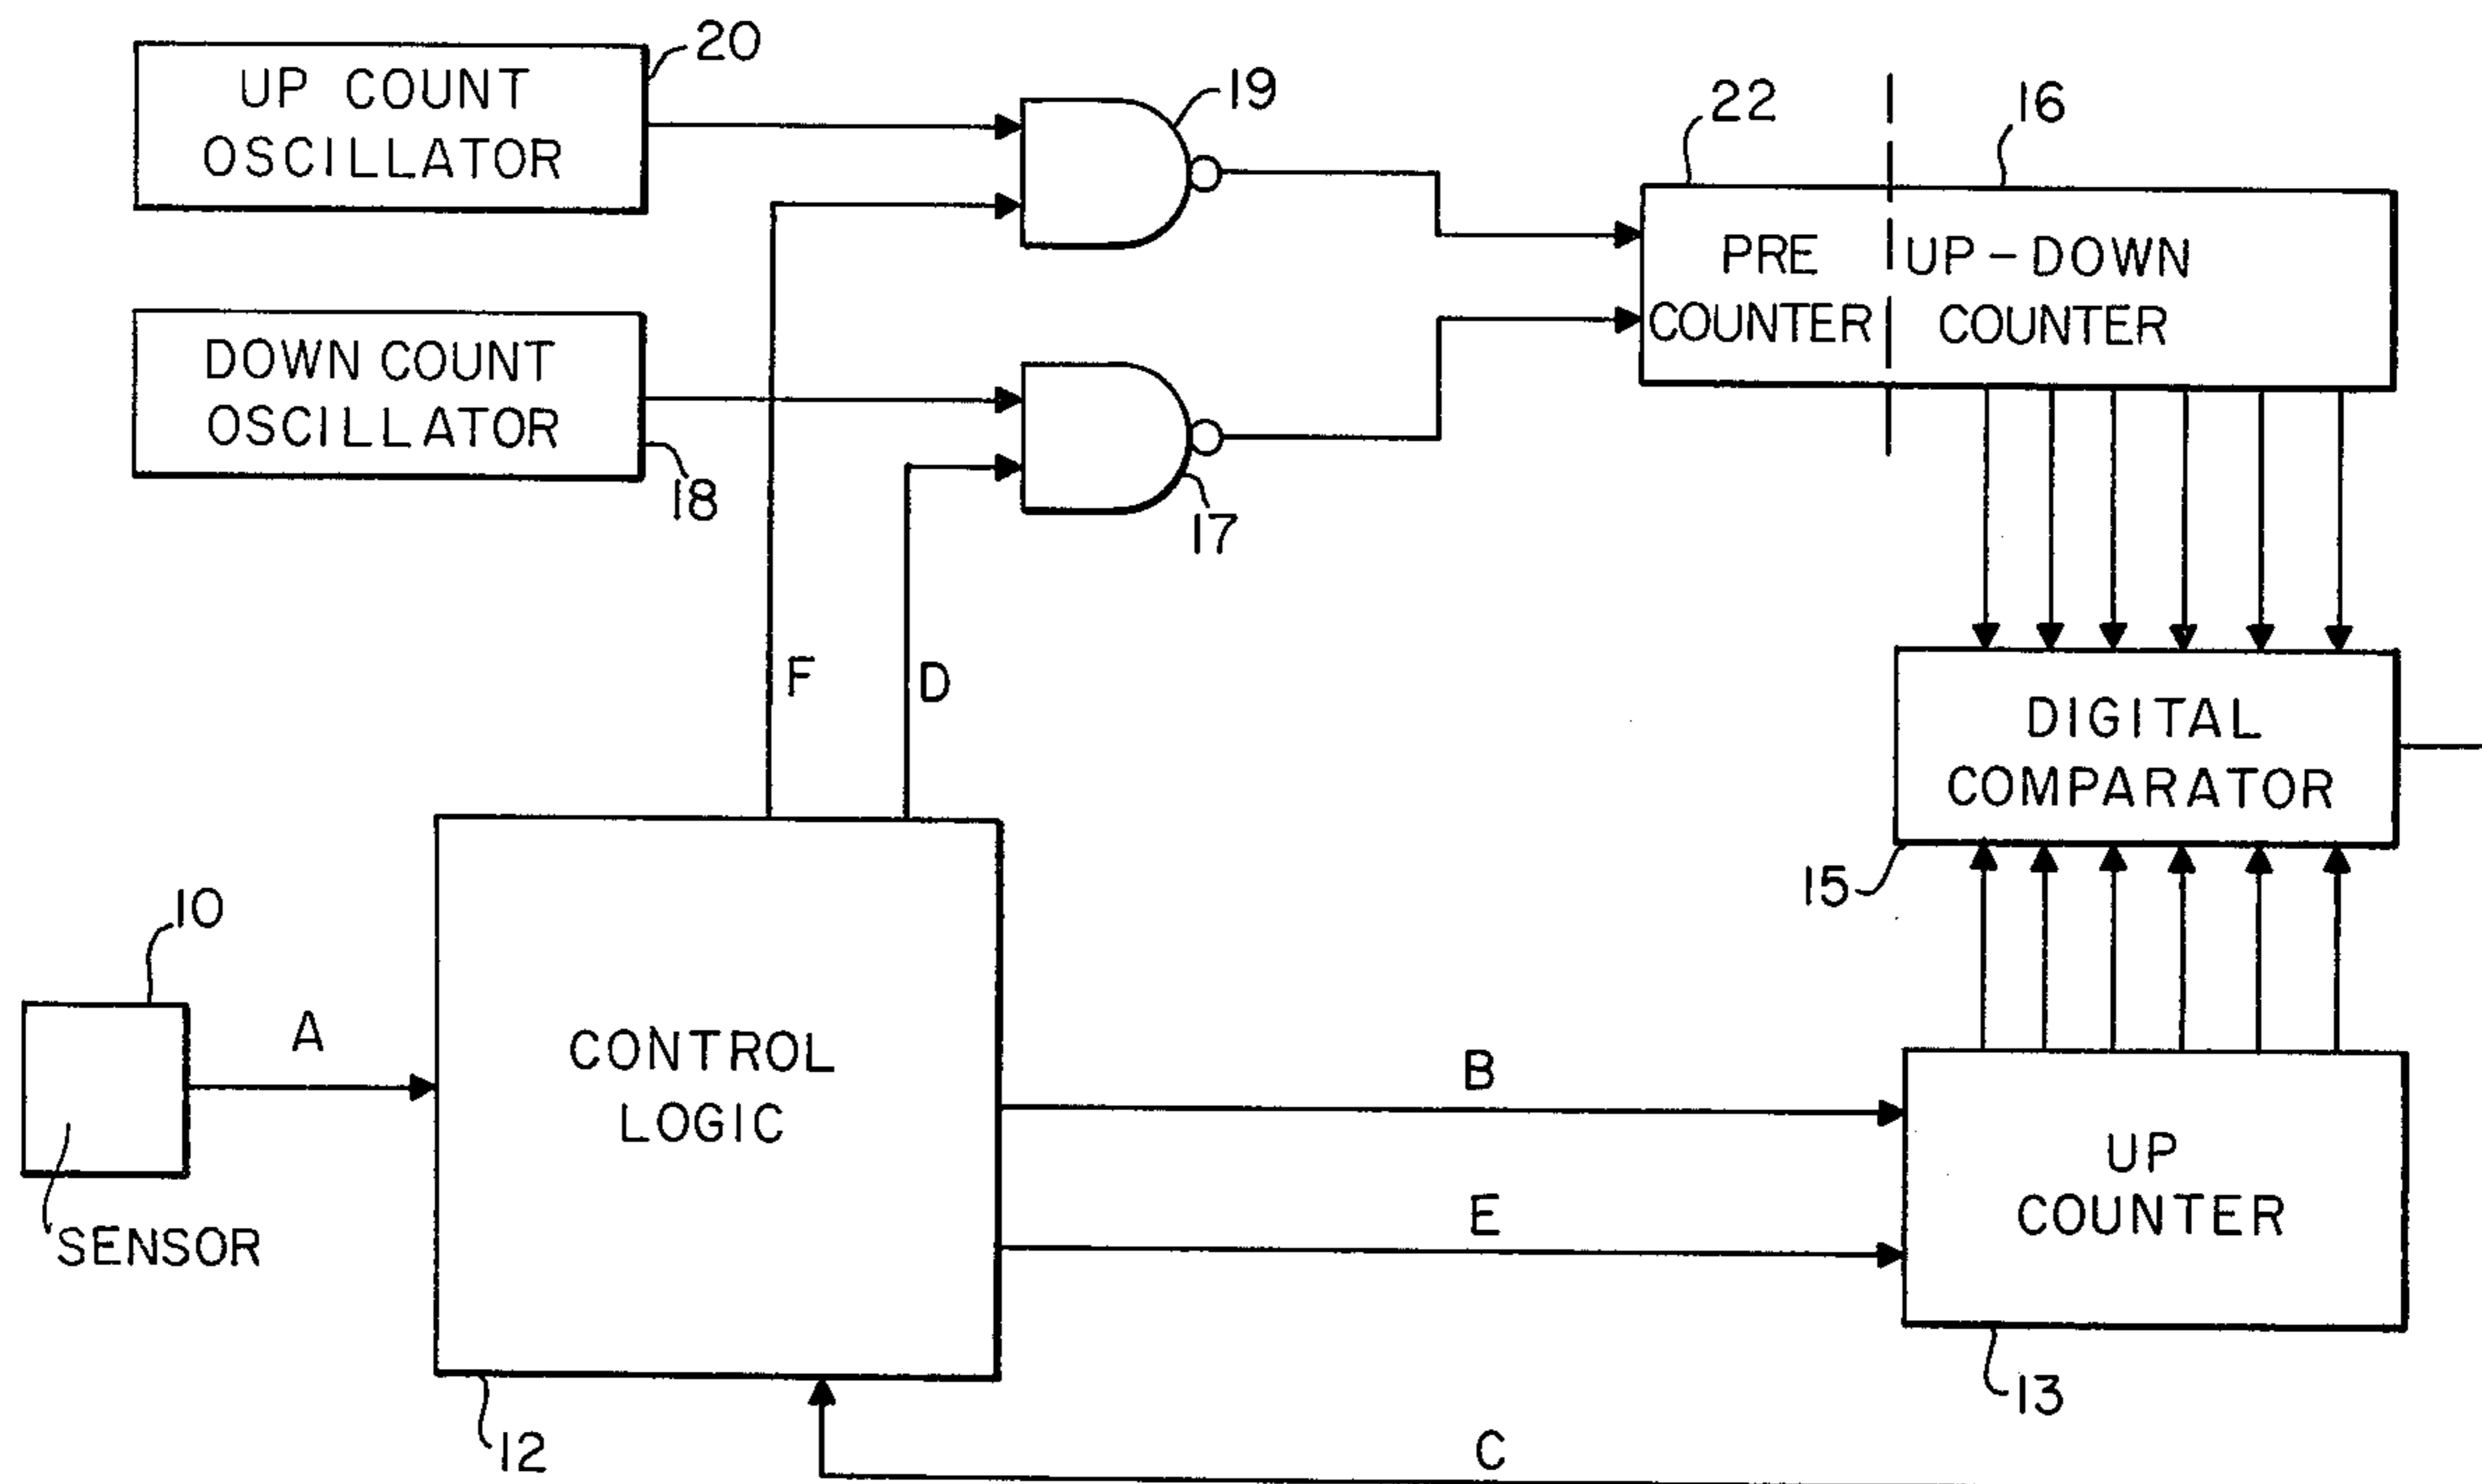 20
UP COUNT
OSCILLATOR
19
22
16
PRE
COUNTER
UP-DOWN
COUNTER
DOWN COUNT
OSCILLATOR
18
17
F
D
DIGITAL
COMPARATOR
15
10
A
SENSOR
CONTROL
LOGIC
12
B
E
UP
COUNTER
13
C